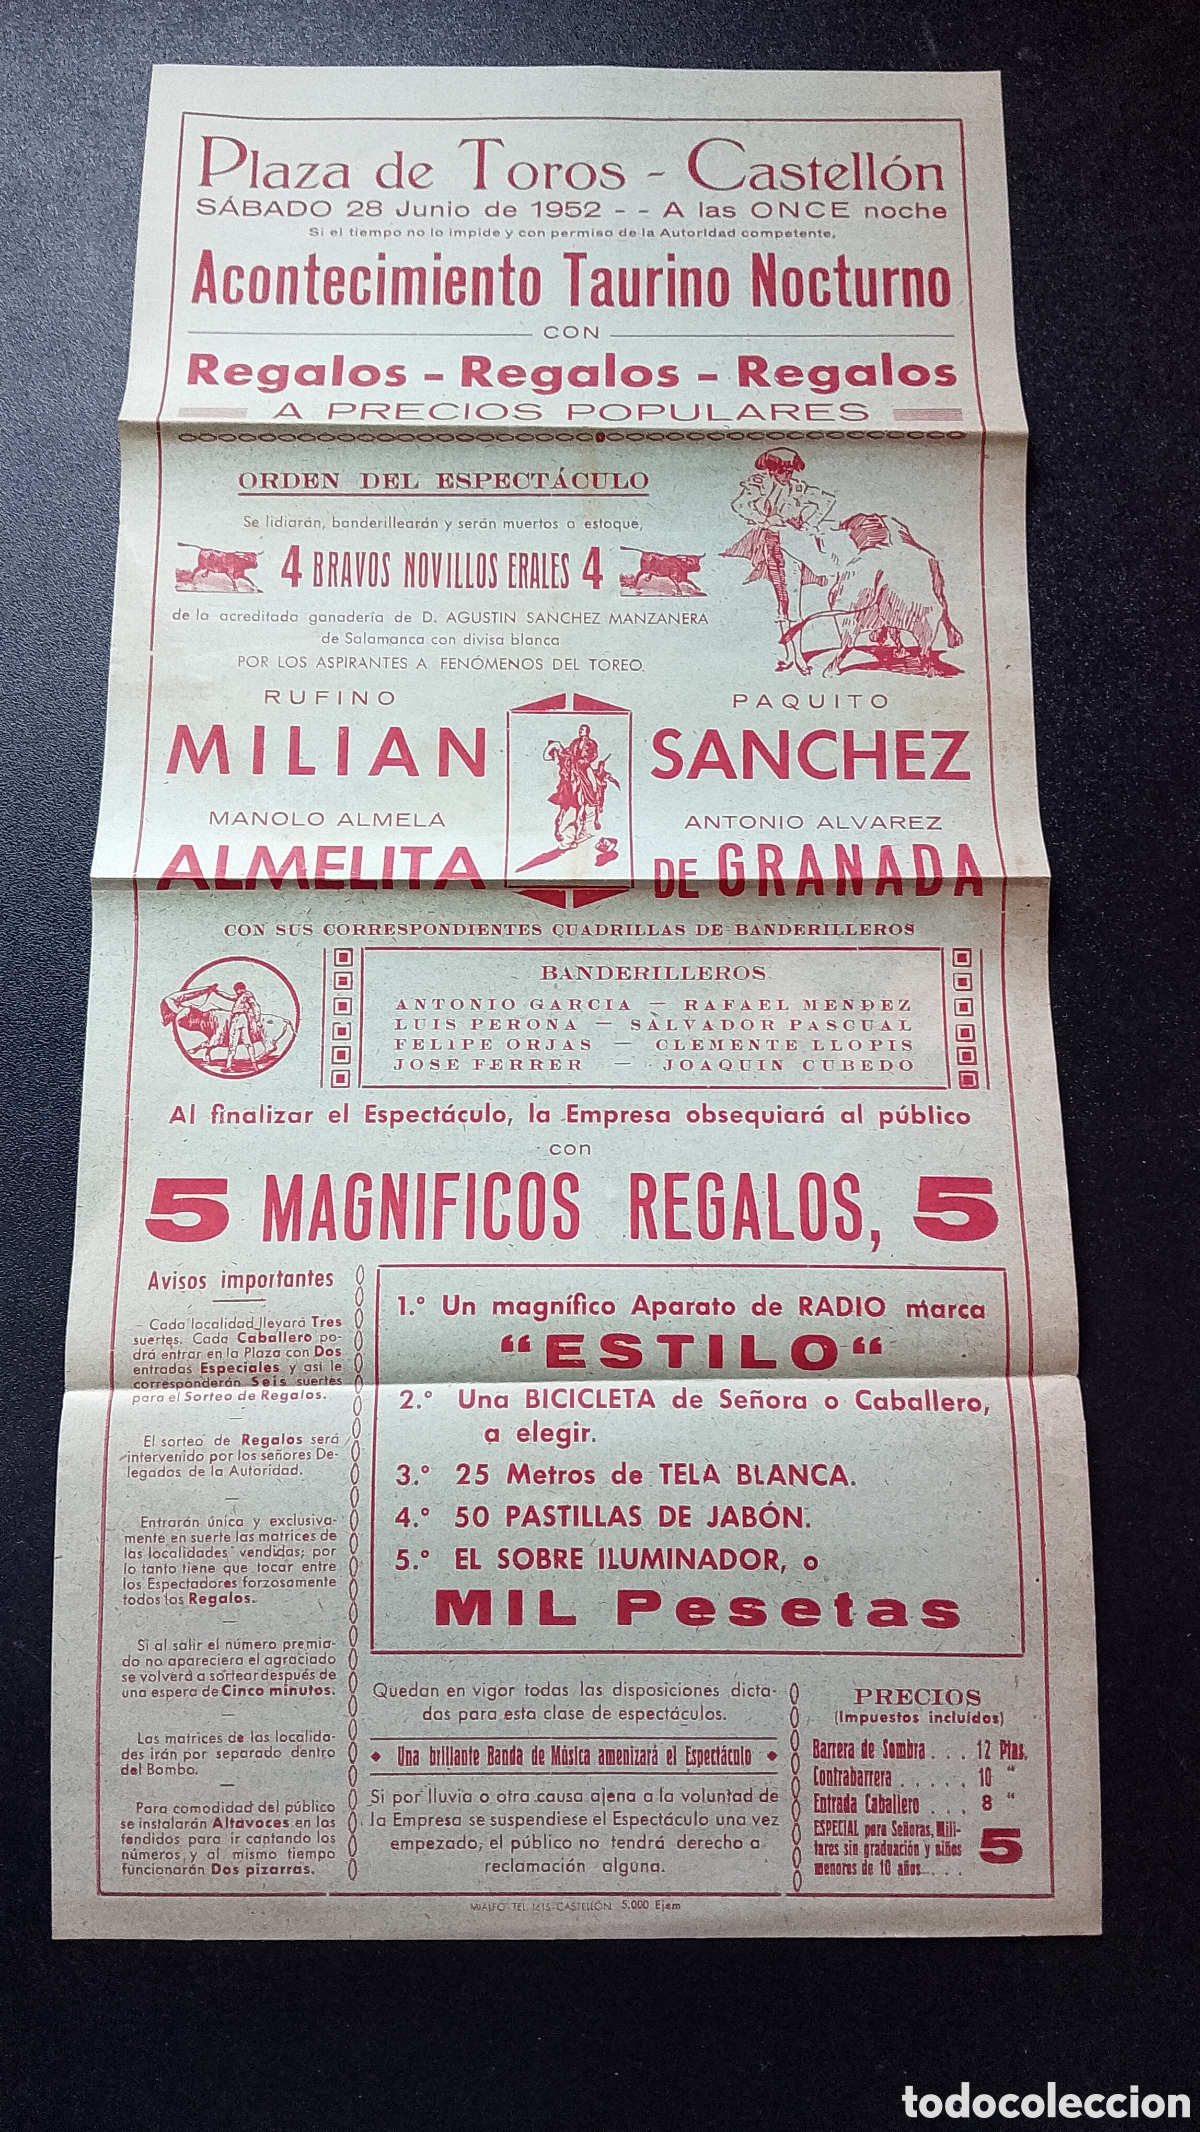 Plaza de Toros - Castellón
SÁBADO 28 Junio de 1952 - - A las ONCE noche
Si el tiempo no lo impide y con permiso de la Autoridad competente,
Acontecimiento Taurino Nocturno
CON
Regalos - Regalos - Regalos
A PRECIOS POPULARES
ORDEN DEL ESPECTÁCULO
Se lidiarán, banderillearán y serán muertos a estoque,
4 BRAVOS NOVILLOS ERALES 4
de la acreditada ganadería de D. AGUSTIN SANCHEZ MANZANERA
de Salamanca con divisa blanca
POR LOS ASPIRANTES A FENÓMENOS DEL TOREO
RUFINO
MILIAN
PAQUITO
SANCHEZ
MANOLO ALMELA
ALMELITA
ANTONIO ALVAREZ
DE GRANADA
CON SUS CORRESPONDIENTES CUADRILLAS DE BANDERILLEROS
BANDERILLEROS
ANTONIO GARCIA — RAFAEL MENDEZ
LUIS PERONA — SALVADOR PASCUAL
FELIPE ORJAS — CLEMENTE LLOPIS
JOSE FERRER — JOAQUIN CUBEDO
Al finalizar el Espectáculo, la Empresa obsequiará al público
con
5 MAGNIFICOS REGALOS, 5
Avisos importantes
Cada localidad llevará Tres
suertes. Cada Caballero po-
drá entrar en la Plaza con Dos
entradas Especiales y así le
corresponderán Seis suertes
para el Sorteo de Regalos.
El sorteo de Regalos será
intervenido por los señores De-
legados de la Autoridad.
Entrarán única y exclusiva-
mente en suerte las matrices de
las localidades vendidas; por
lo tanto tiene que tocar entre
los Espectadores forzosamente
todos los Regalos.
Si al salir el número premia-
do no apareciera el agraciado
se volverá a sortear después de
una espera de Cinco minutos.
Las matrices de las localida-
des irán por separado dentro
del Bombo.
Para comodidad del público
se instalarán Altavoces en los
tendidos para ir cantando los
números, y al mismo tiempo
funcionarán Dos pizarras.
1.° Un magnífico Aparato de RADIO marca
"ESTILO"
2.° Una BICICLETA de Señora o Caballero,
a elegir.
3.° 25 Metros de TELA BLANCA.
4.° 50 PASTILLAS DE JABÓN.
5.° EL SOBRE ILUMINADOR, o
MIL Pesetas
Quedan en vigor todas las disposiciones dicta-
das para esta clase de espectáculos.
Una brillante Banda de Música amenizará el Espectáculo
Si por lluvia o otra causa ajena a la voluntad de
la Empresa se suspendiese el Espectáculo una vez
empezado, el público no tendrá derecho a
reclamación alguna.
PRECIOS
(Impuestos incluídos)
Barrera de Sombra . . . 12 Ptas.
Contrabarrera . . . . . 10 "
Entrada Caballero . . . 8 "
ESPECIAL para Señoras, Mili-
tares sin graduación y niños
menores de 10 años . . . 5
MIALFO-TEL. 1615-CASTELLÓN 5.000 Ejem
todocoleccion